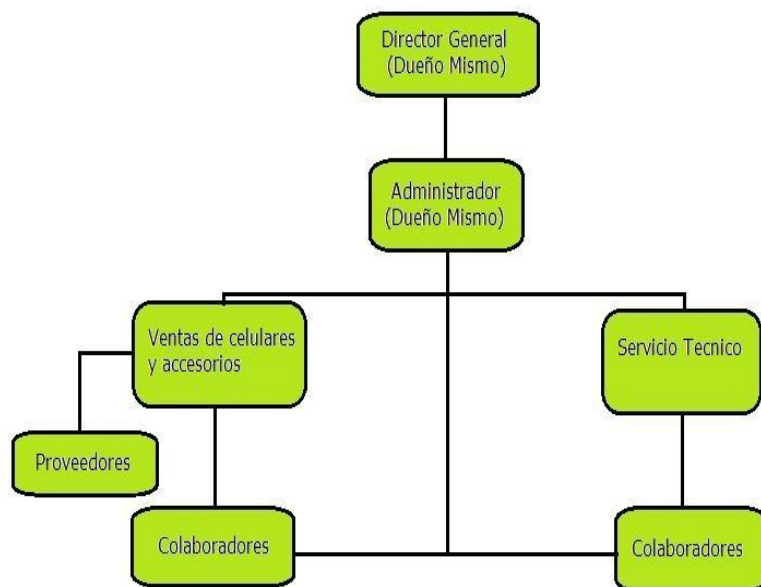 Director General
(Dueño Mismo)
Administrador
(Dueño Mismo)
Ventas de celulares
y accesorios
Servicio Tecnico
Proveedores
Colaboradores
Colaboradores